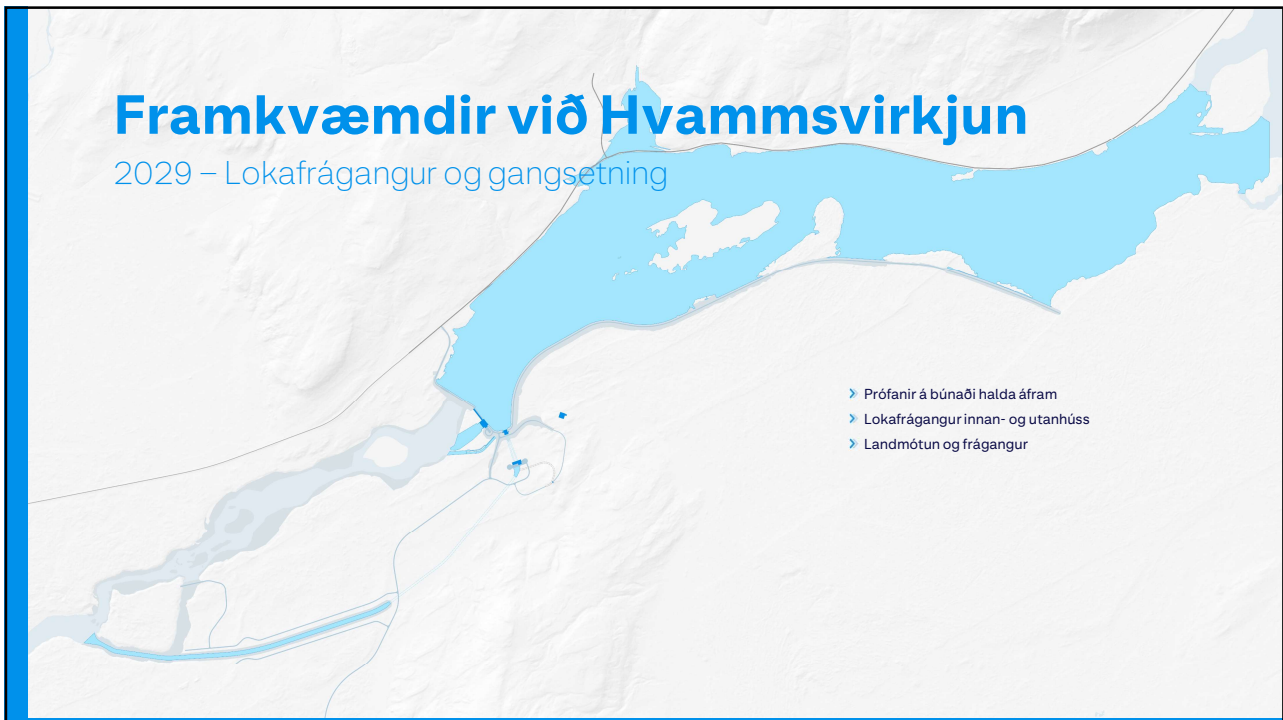 Framkvæmdir við Hvammsvirkjun
2029 – Lokafrágangur og gangsetning
Prófanir á búnaði halda áfram
Lokafrágangur innan- og utanhúss
Landmótun og frágangur